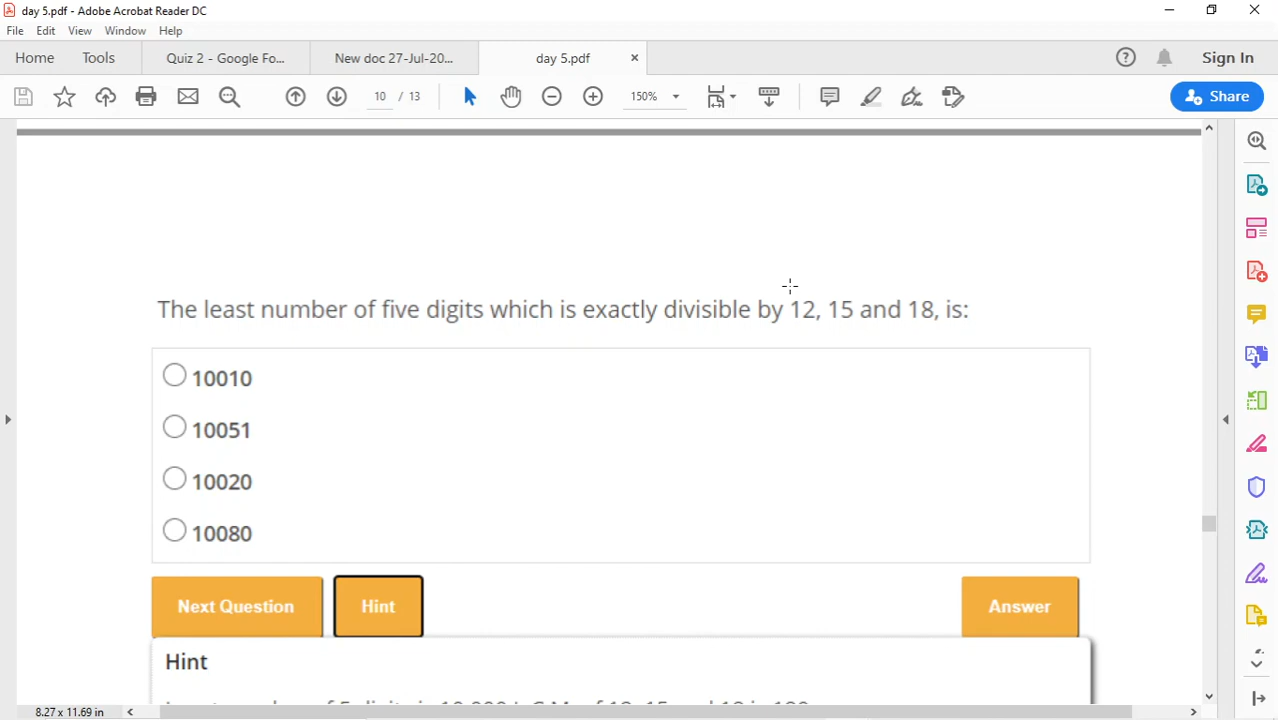 day 5.pdf - Adobe Acrobat Reader DC
File Edit View Window Help
Home Tools Quiz 2 - Google Fo... New doc 27-Jul-20... day 5.pdf × Sign In
10 / 13 150% Share
The least number of five digits which is exactly divisible by 12, 15 and 18, is:
10010
10051
10020
10080
Next Question Hint Answer
Hint
8.27 x 11.69 in